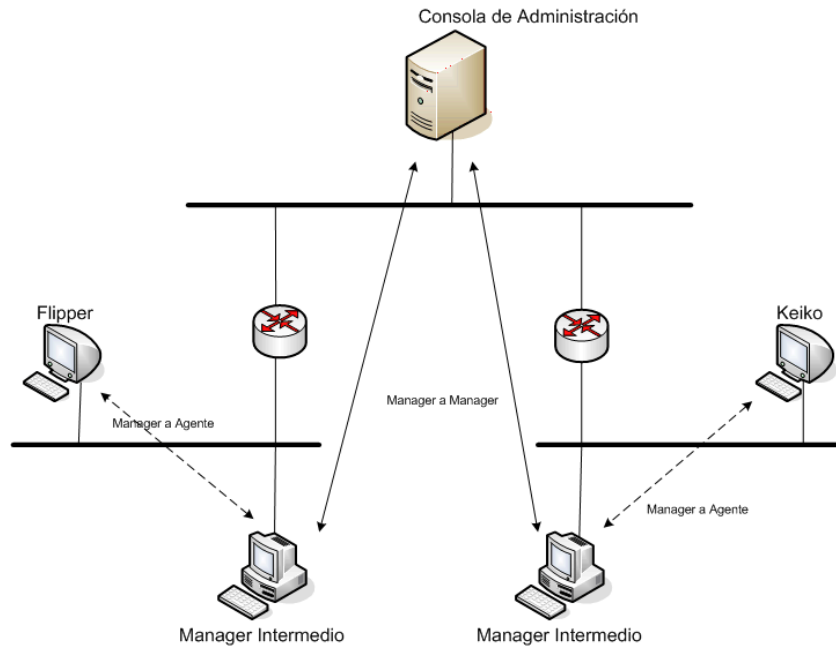 Consola de Administración
Flipper
Keiko
Manager a Manager
Manager a Agente
Manager a Agente
Manager Intermedio
Manager Intermedio